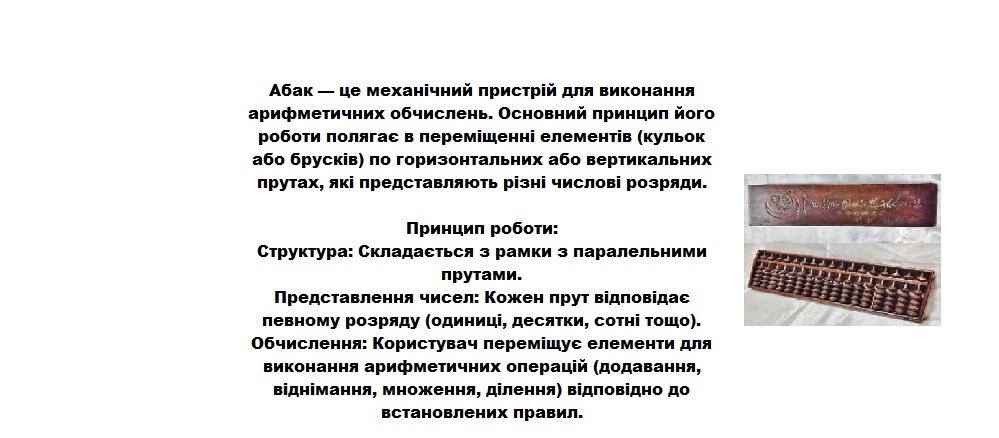 Абак — це механічний пристрій для виконання
арифметичних обчислень. Основний принцип його
роботи полягає в переміщенні елементів (кульок
або брусків) по горизонтальних або вертикальних
прутах, які представляють різні числові розряди.
Принцип роботи:
Структура: Складається з рамки з паралельними
прутами.
Представлення чисел: Кожен прут відповідає
певному розряду (одиниці, десятки, сотні тощо).
Обчислення: Користувач переміщує елементи для
виконання арифметичних операцій (додавання,
віднімання, множення, ділення) відповідно до
встановлених правил.